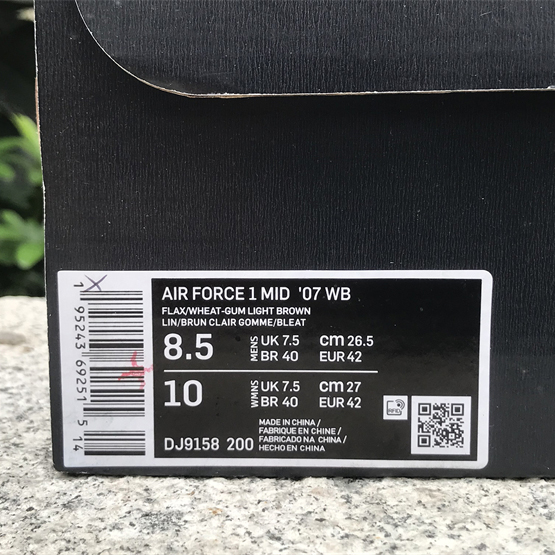 AIR FORCE 1 MID '07 WB
FLAX/WHEAT-GUM LIGHT BROWN
LIN/BRUN CLAIR GOMME/BLEAT
8.5 MENS UK 7.5 cm 26.5
BR 40 EUR 42
10 WMNS UK 7.5 cm 27
BR 40 EUR 42
DJ9158 200
MADE IN CHINA /
FABRIQUE EN CHINE /
FABRICADO NA CHINA /
HECHO EN CHINA
RFID
1 95243 69251 5 14